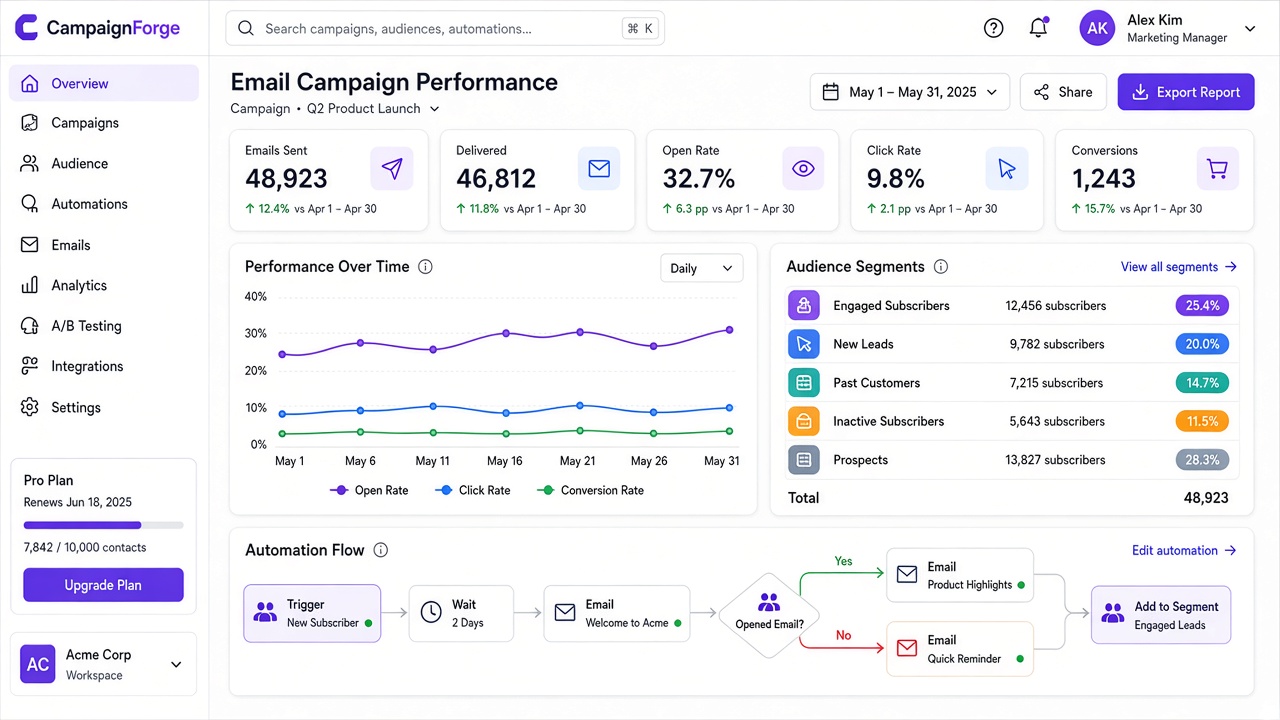 CampaignForge
Search campaigns, audiences, automations...
⌘ K
AK
Alex Kim
Marketing Manager
Overview
Campaigns
Audience
Automations
Emails
Analytics
A/B Testing
Integrations
Settings
Pro Plan
Renews Jun 18, 2025
7,842 / 10,000 contacts
Upgrade Plan
AC
Acme Corp
Workspace
Email Campaign Performance
Campaign • Q2 Product Launch
May 1 – May 31, 2025
Share
Export Report
Emails Sent
48,923
↑ 12.4% vs Apr 1 – Apr 30
Delivered
46,812
↑ 11.8% vs Apr 1 – Apr 30
Open Rate
32.7%
↑ 6.3 pp vs Apr 1 – Apr 30
Click Rate
9.8%
↑ 2.1 pp vs Apr 1 – Apr 30
Conversions
1,243
↑ 15.7% vs Apr 1 – Apr 30
Performance Over Time
Daily
40%
30%
20%
10%
0%
May 1 May 6 May 11 May 16 May 21 May 26 May 31
Open Rate Click Rate Conversion Rate
Audience Segments
View all segments →
Engaged Subscribers 12,456 subscribers 25.4%
New Leads 9,782 subscribers 20.0%
Past Customers 7,215 subscribers 14.7%
Inactive Subscribers 5,643 subscribers 11.5%
Prospects 13,827 subscribers 28.3%
Total 48,923
Automation Flow
Edit automation →
Trigger
New Subscriber
Wait
2 Days
Email
Welcome to Acme
Opened Email?
Yes
Email
Product Highlights
No
Email
Quick Reminder
Add to Segment
Engaged Leads